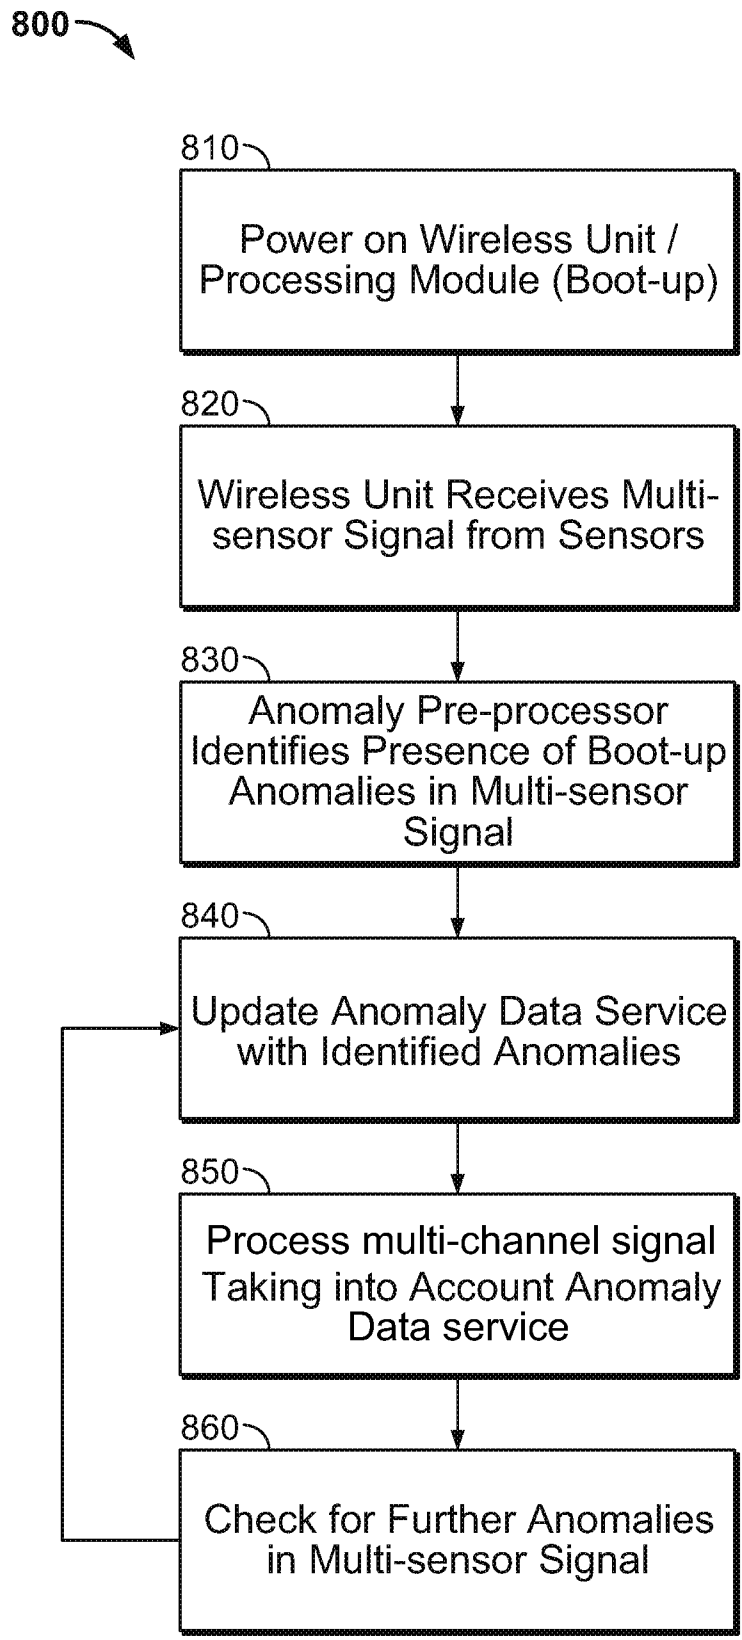 800
810
Power on Wireless Unit /
Processing Module (Boot-up)
820
Wireless Unit Receives Multi-
sensor Signal from Sensors
830
Anomaly Pre-processor
Identifies Presence of Boot-up
Anomalies in Multi-sensor
Signal
840
Update Anomaly Data Service
with Identified Anomalies
850
Process multi-channel signal
Taking into Account Anomaly
Data service
860
Check for Further Anomalies
in Multi-sensor Signal